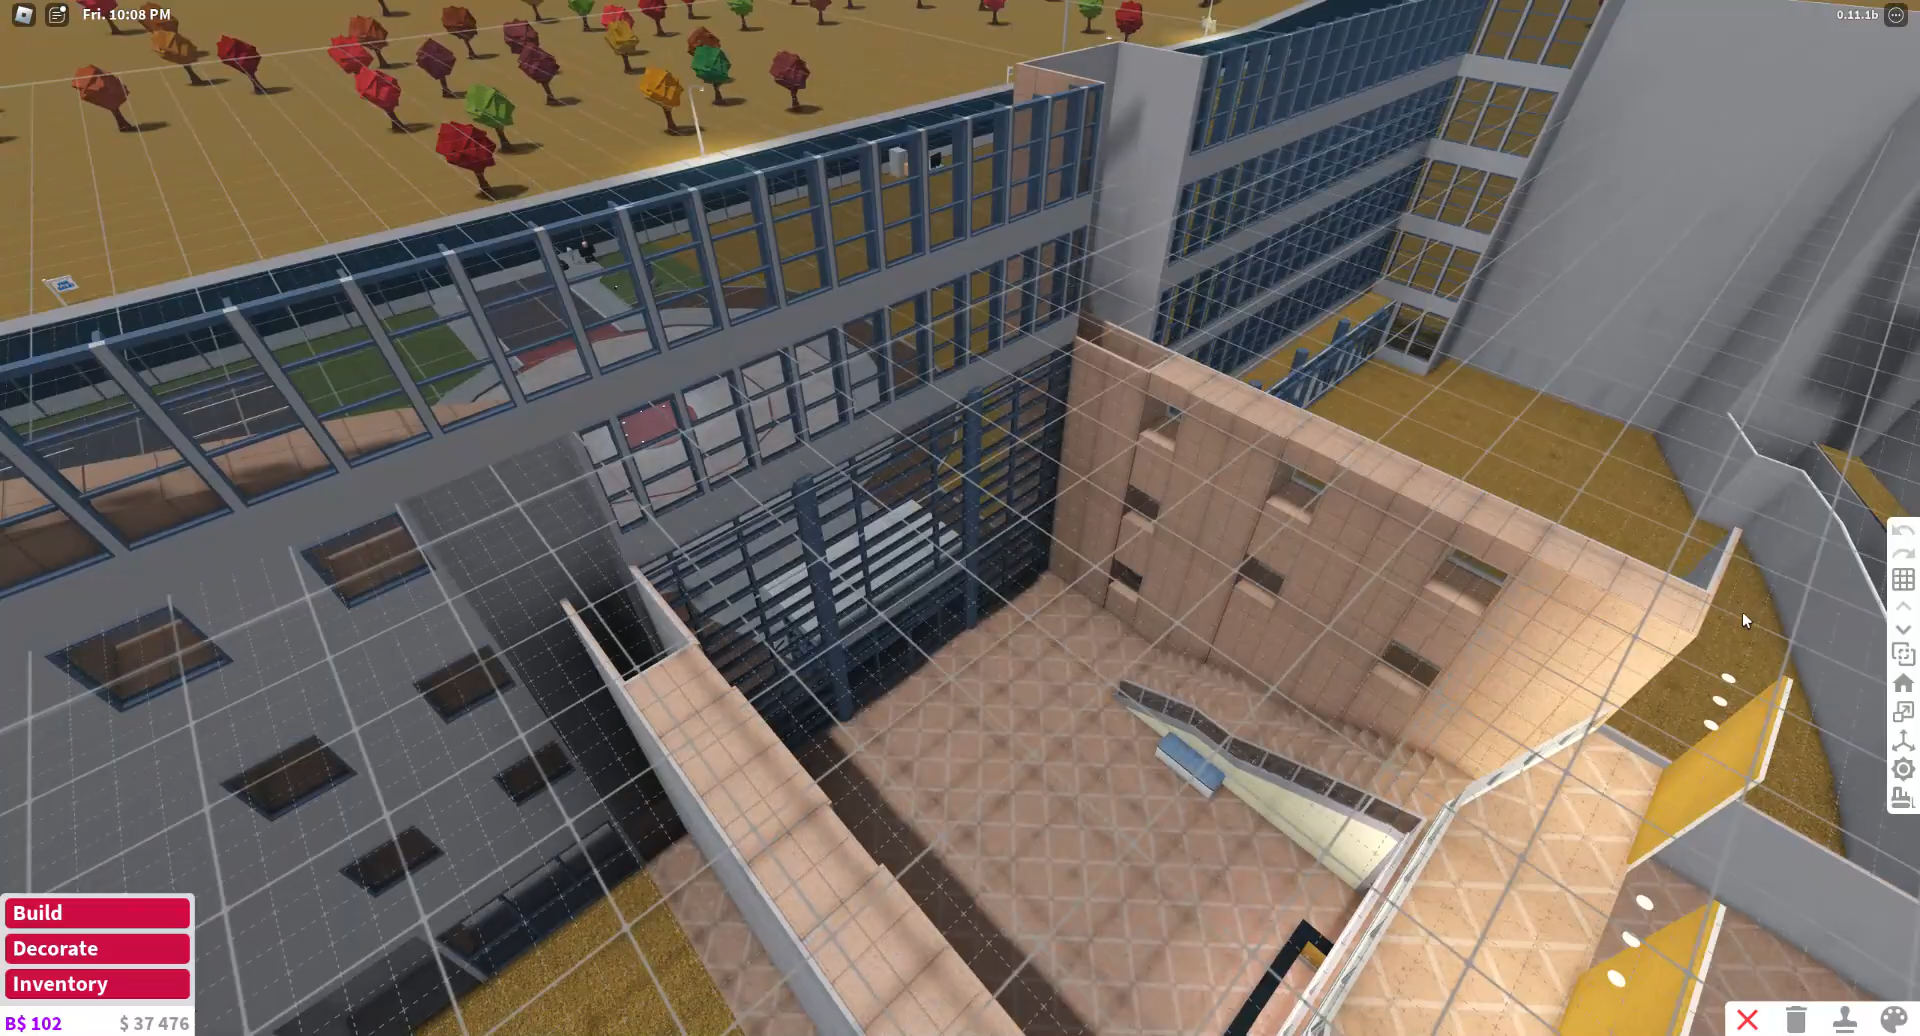 Fri. 10:08 PM
0.11.1b
Build
Decorate
Inventory
B$ 102
$ 37 476